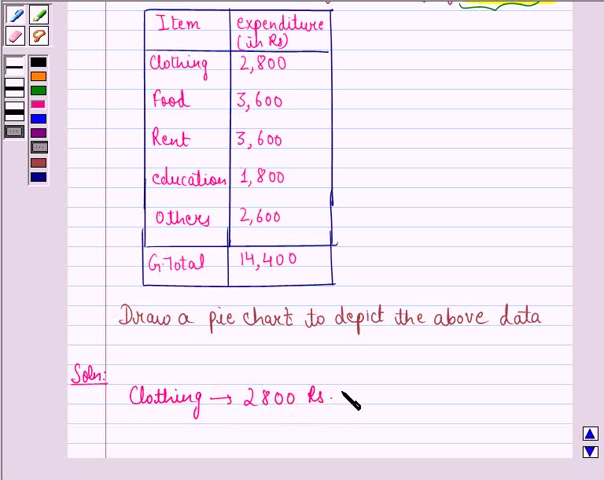 Item expenditure
(in Rs)
Clothing 2,800
Food 3,600
Rent 3,600
education 1,800
Others 2,600
G.Total 14,400
Draw a pie chart to depict the above data
Soln:
Clothing → 2800 Rs.